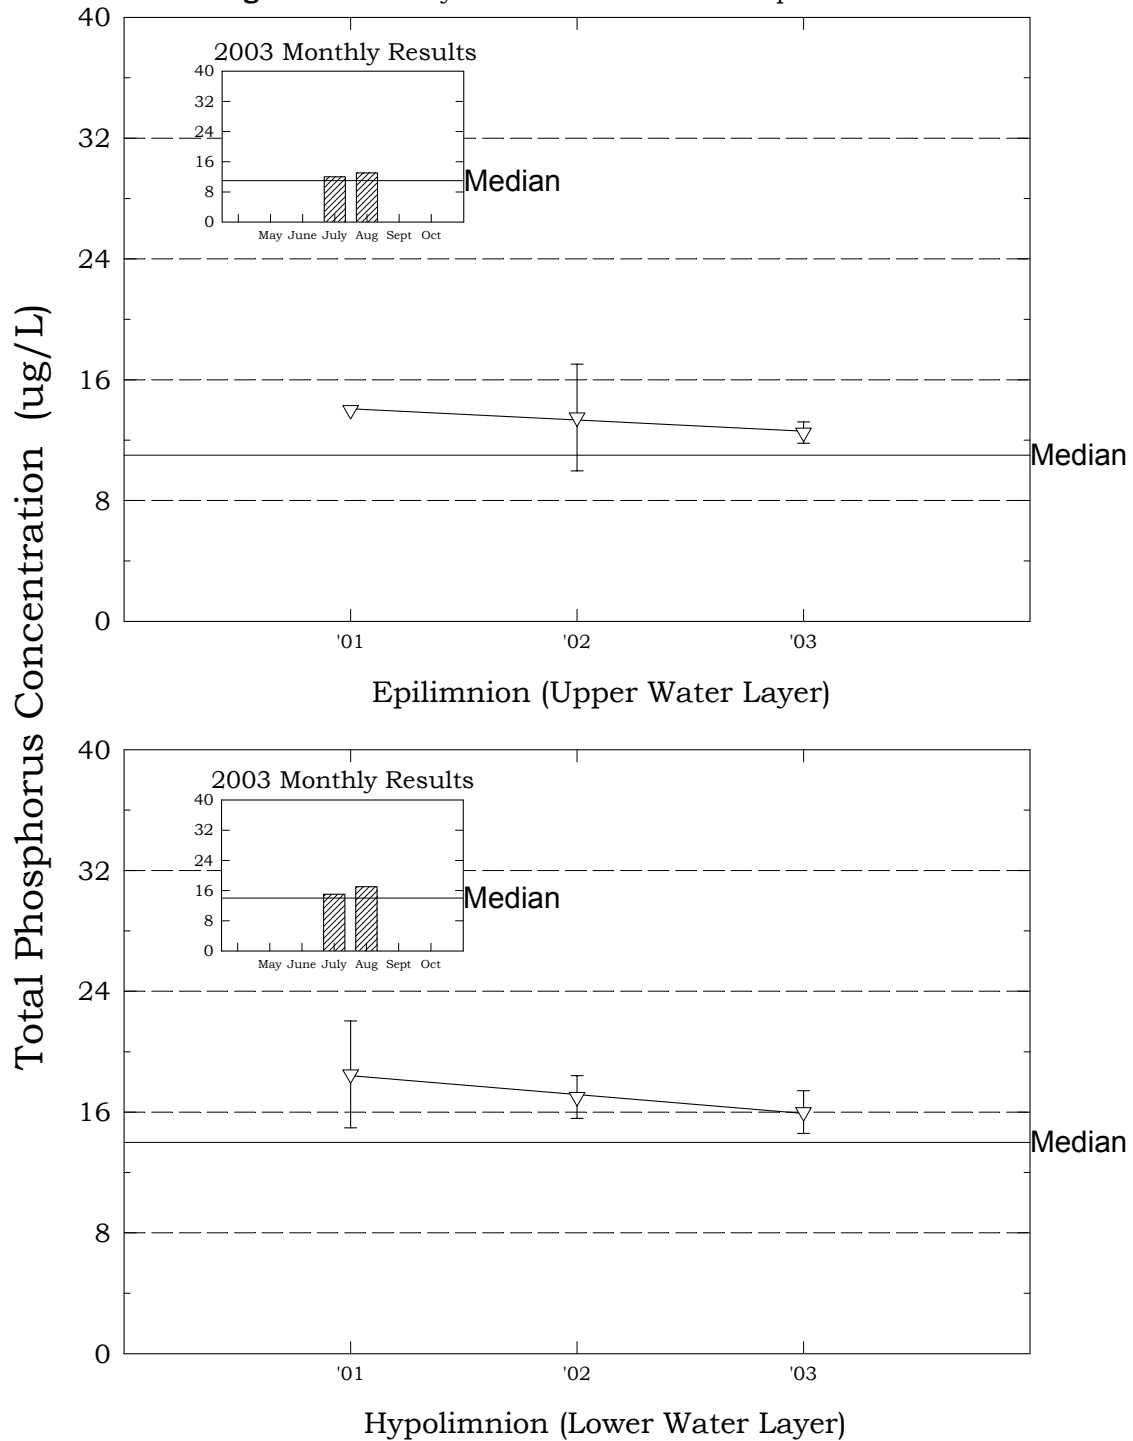 40
2003 Monthly Results
40
32
24
16
8
0
Median
May June July Aug Sept Oct
32
24
16
Median
8
0
'01 '02 '03
Epilimnion (Upper Water Layer)
Total Phosphorus Concentration (ug/L)
40
2003 Monthly Results
40
32
24
16
8
0
Median
May June July Aug Sept Oct
32
24
16
Median
8
0
'01 '02 '03
Hypolimnion (Lower Water Layer)